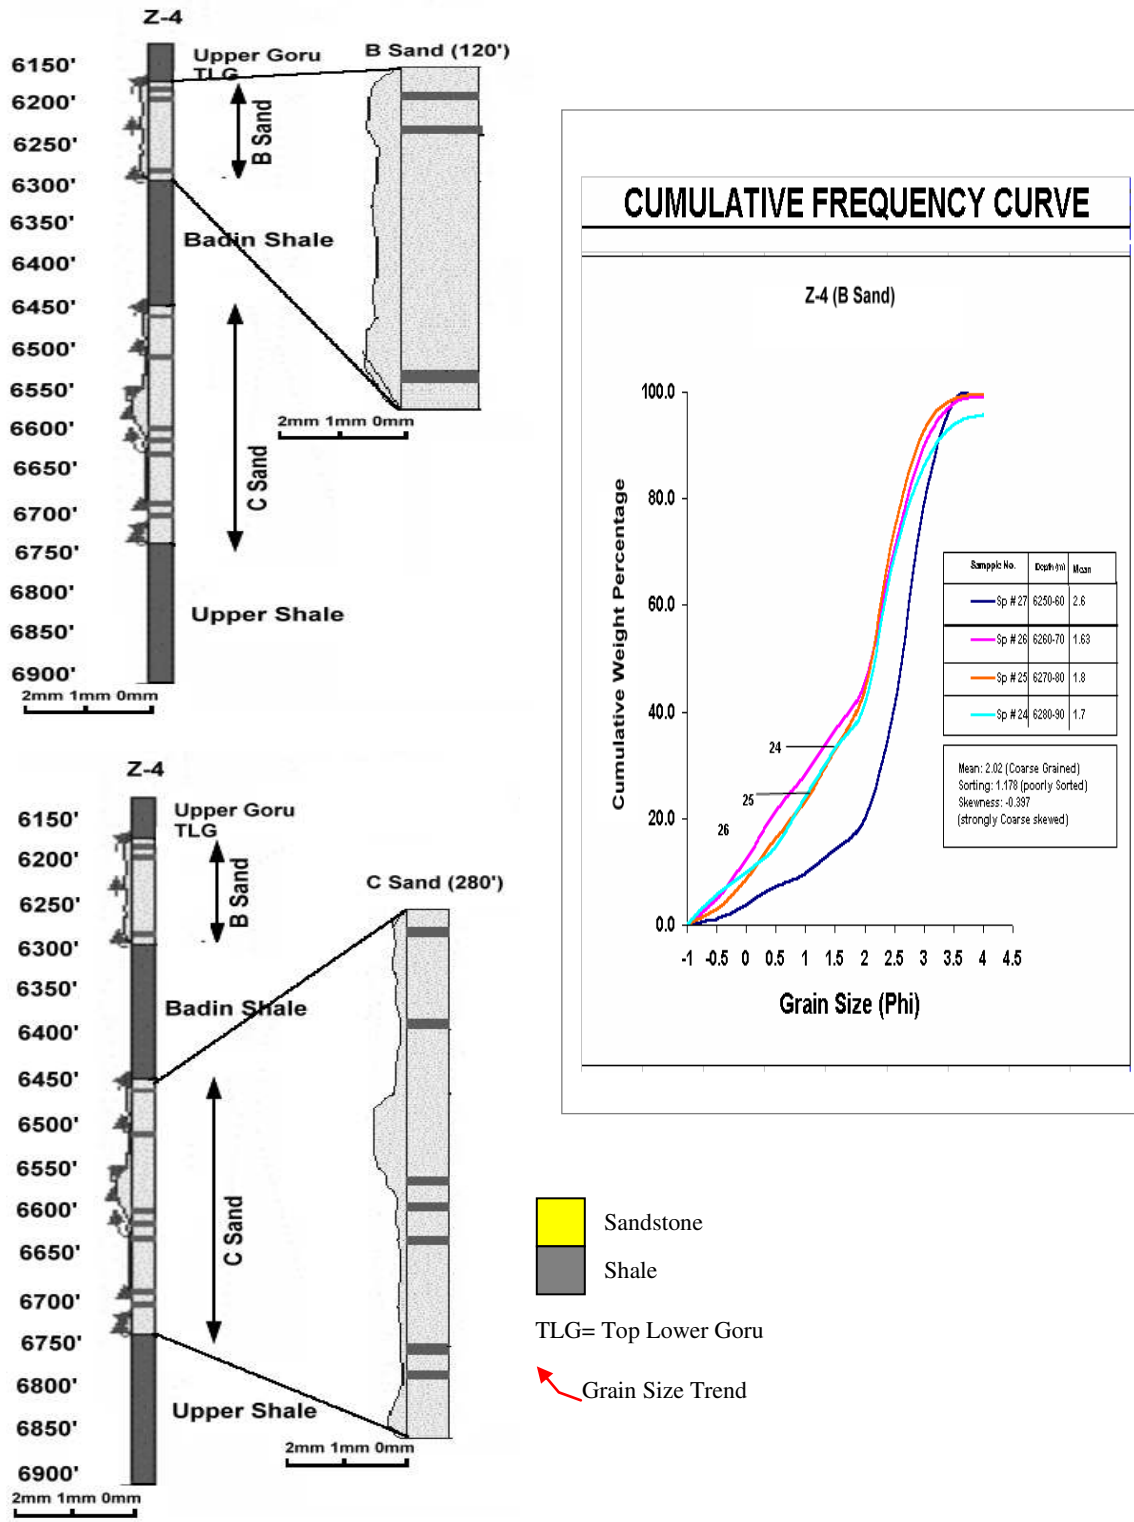 Z-4
Upper Goru
TLG
B Sand (120')
6150'
6200'
6250'
6300'
6350'
6400'
6450'
6500'
6550'
6600'
6650'
6700'
6750'
6800'
6850'
6900'
B Sand
Badin Shale
C Sand
Upper Shale
2mm 1mm 0mm
2mm 1mm 0mm
CUMULATIVE FREQUENCY CURVE
Z-4 (B Sand)
Cumulative Weight Percentage
100.0
80.0
60.0
40.0
20.0
0.0
24
25
26
-1 -0.5 0 0.5 1 1.5 2 2.5 3 3.5 4 4.5
Grain Size (Phi)
Sampple No. Depth (m) Mean
Sp # 27 6250-60 2.6
Sp # 26 6260-70 1.63
Sp # 25 6270-80 1.8
Sp # 24 6280-90 1.7
Mean: 2.02 (Coarse Grained)
Sorting: 1.178 (poorly Sorted)
Skewness: -0.397
(strongly Coarse skewed)
Z-4
Upper Goru
TLG
C Sand (280')
6150'
6200'
6250'
6300'
6350'
6400'
6450'
6500'
6550'
6600'
6650'
6700'
6750'
6800'
6850'
6900'
B Sand
Badin Shale
C Sand
Upper Shale
2mm 1mm 0mm
2mm 1mm 0mm
Sandstone
Shale
TLG= Top Lower Goru
Grain Size Trend